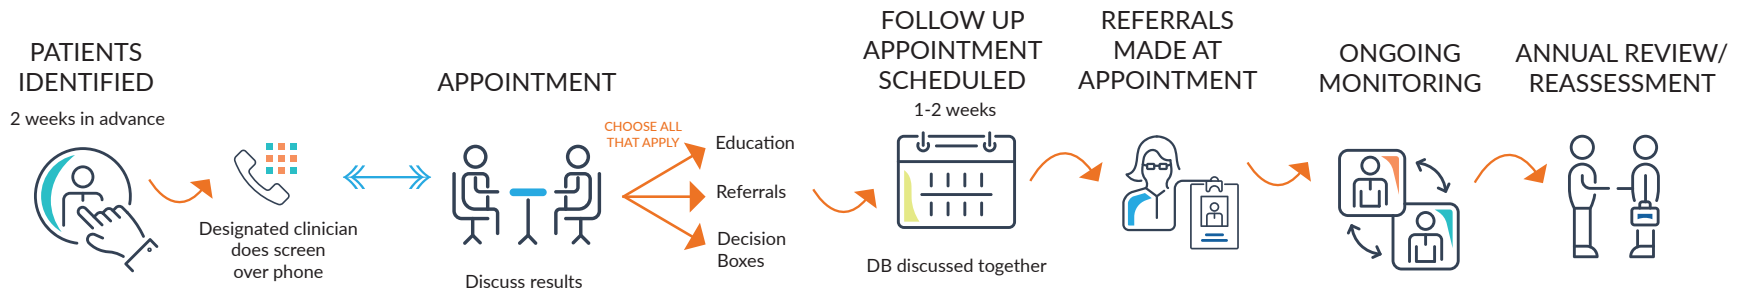 PATIENTS
IDENTIFIED
2 weeks in advance
Designated clinician
does screen
over phone
APPOINTMENT
Discuss results
CHOOSE ALL
THAT APPLY
Education
Referrals
Decision
Boxes
FOLLOW UP
APPOINTMENT
SCHEDULED
1-2 weeks
DB discussed together
REFERRALS
MADE AT
APPOINTMENT
ONGOING
MONITORING
ANNUAL REVIEW/
REASSESSMENT